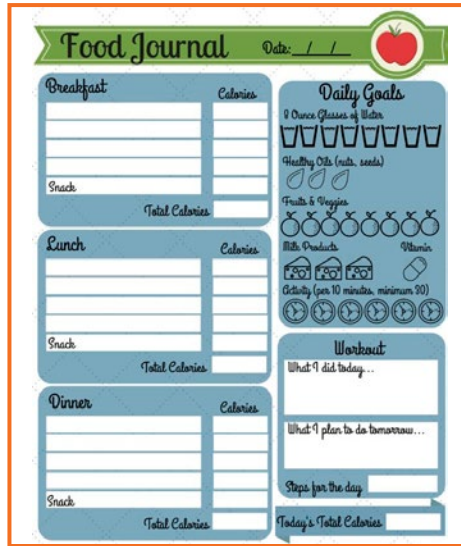 Food Journal
Date: / /
Breakfast
Calories
Snack
Total Calories
Lunch
Calories
Snack
Total Calories
Dinner
Calories
Snack
Total Calories
Daily Goals
8 Ounce Glasses of Water
Healthy Oils (nuts, seeds)
Fruits & Veggies
Milk Products
Vitamin
Activity (per 10 minutes, minimum 30)
Workout
What I did today...
What I plan to do tomorrow...
Steps for the day
Today's Total Calories